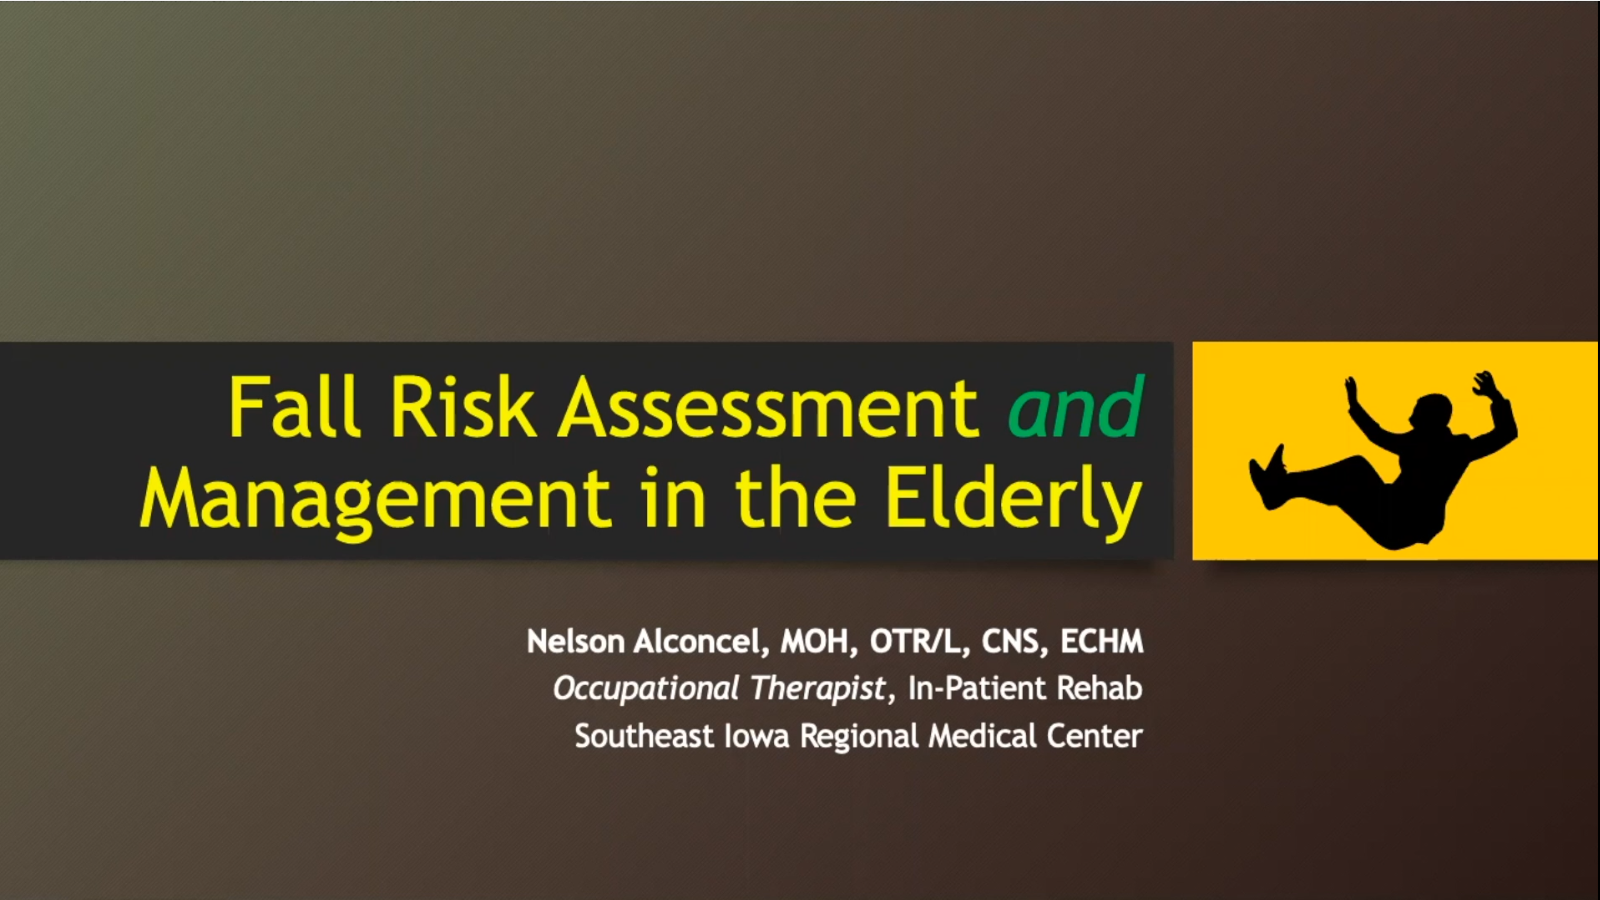 Fall Risk Assessment and
Management in the Elderly
Nelson Alconcel, MOH, OTR/L, CNS, ECHM
Occupational Therapist, In-Patient Rehab
Southeast Iowa Regional Medical Center